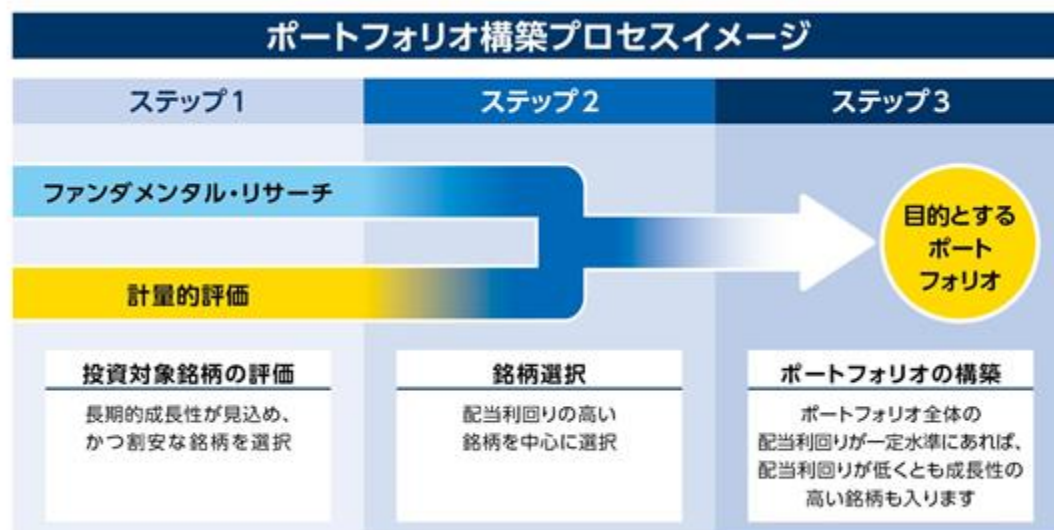 ポートフォリオ構築プロセスイメージ
ステップ1
ステップ2
ステップ3
ファンダメンタル・リサーチ
計量的評価
目的とする
ポート
フォリオ
投資対象銘柄の評価
長期的成長性が見込め、
かつ割安な銘柄を選択
銘柄選択
配当利回りの高い
銘柄を中心に選択
ポートフォリオの構築
ポートフォリオ全体の
配当利回りが一定水準にあれば、
配当利回りが低くとも成長性の
高い銘柄も入ります